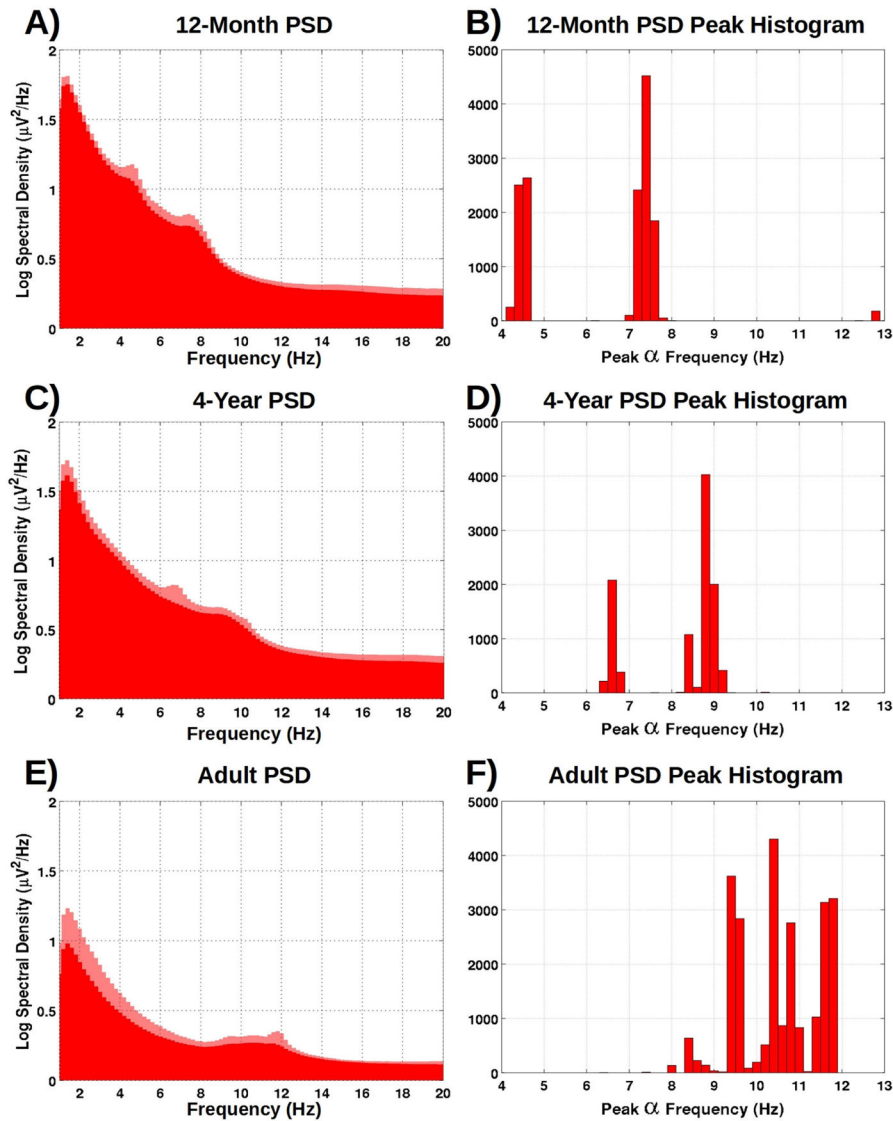 A)
12-Month PSD
Log Spectral Density (μV²/Hz)
2
1.5
1
0.5
0
2 4 6 8 10 12 14 16 18 20
Frequency (Hz)
B)
12-Month PSD Peak Histogram
5000
4000
3000
2000
1000
0
4 5 6 7 8 9 10 11 12 13
Peak α Frequency (Hz)
C)
4-Year PSD
Log Spectral Density (μV²/Hz)
2
1.5
1
0.5
0
2 4 6 8 10 12 14 16 18 20
Frequency (Hz)
D)
4-Year PSD Peak Histogram
5000
4000
3000
2000
1000
0
4 5 6 7 8 9 10 11 12 13
Peak α Frequency (Hz)
E)
Adult PSD
Log Spectral Density (μV²/Hz)
2
1.5
1
0.5
0
2 4 6 8 10 12 14 16 18 20
Frequency (Hz)
F)
Adult PSD Peak Histogram
5000
4000
3000
2000
1000
0
4 5 6 7 8 9 10 11 12 13
Peak α Frequency (Hz)